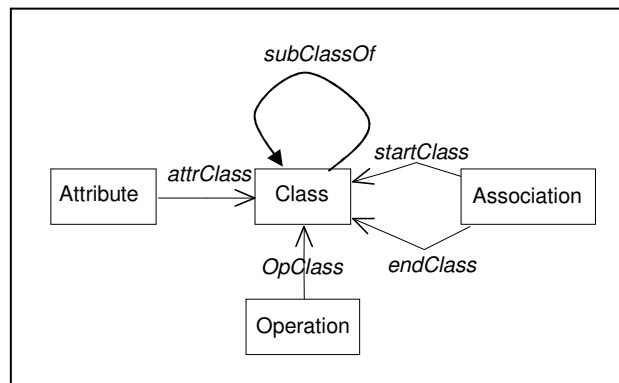 subClassOf
startClass
attrClass
Attribute
Class
Association
OpClass
endClass
Operation